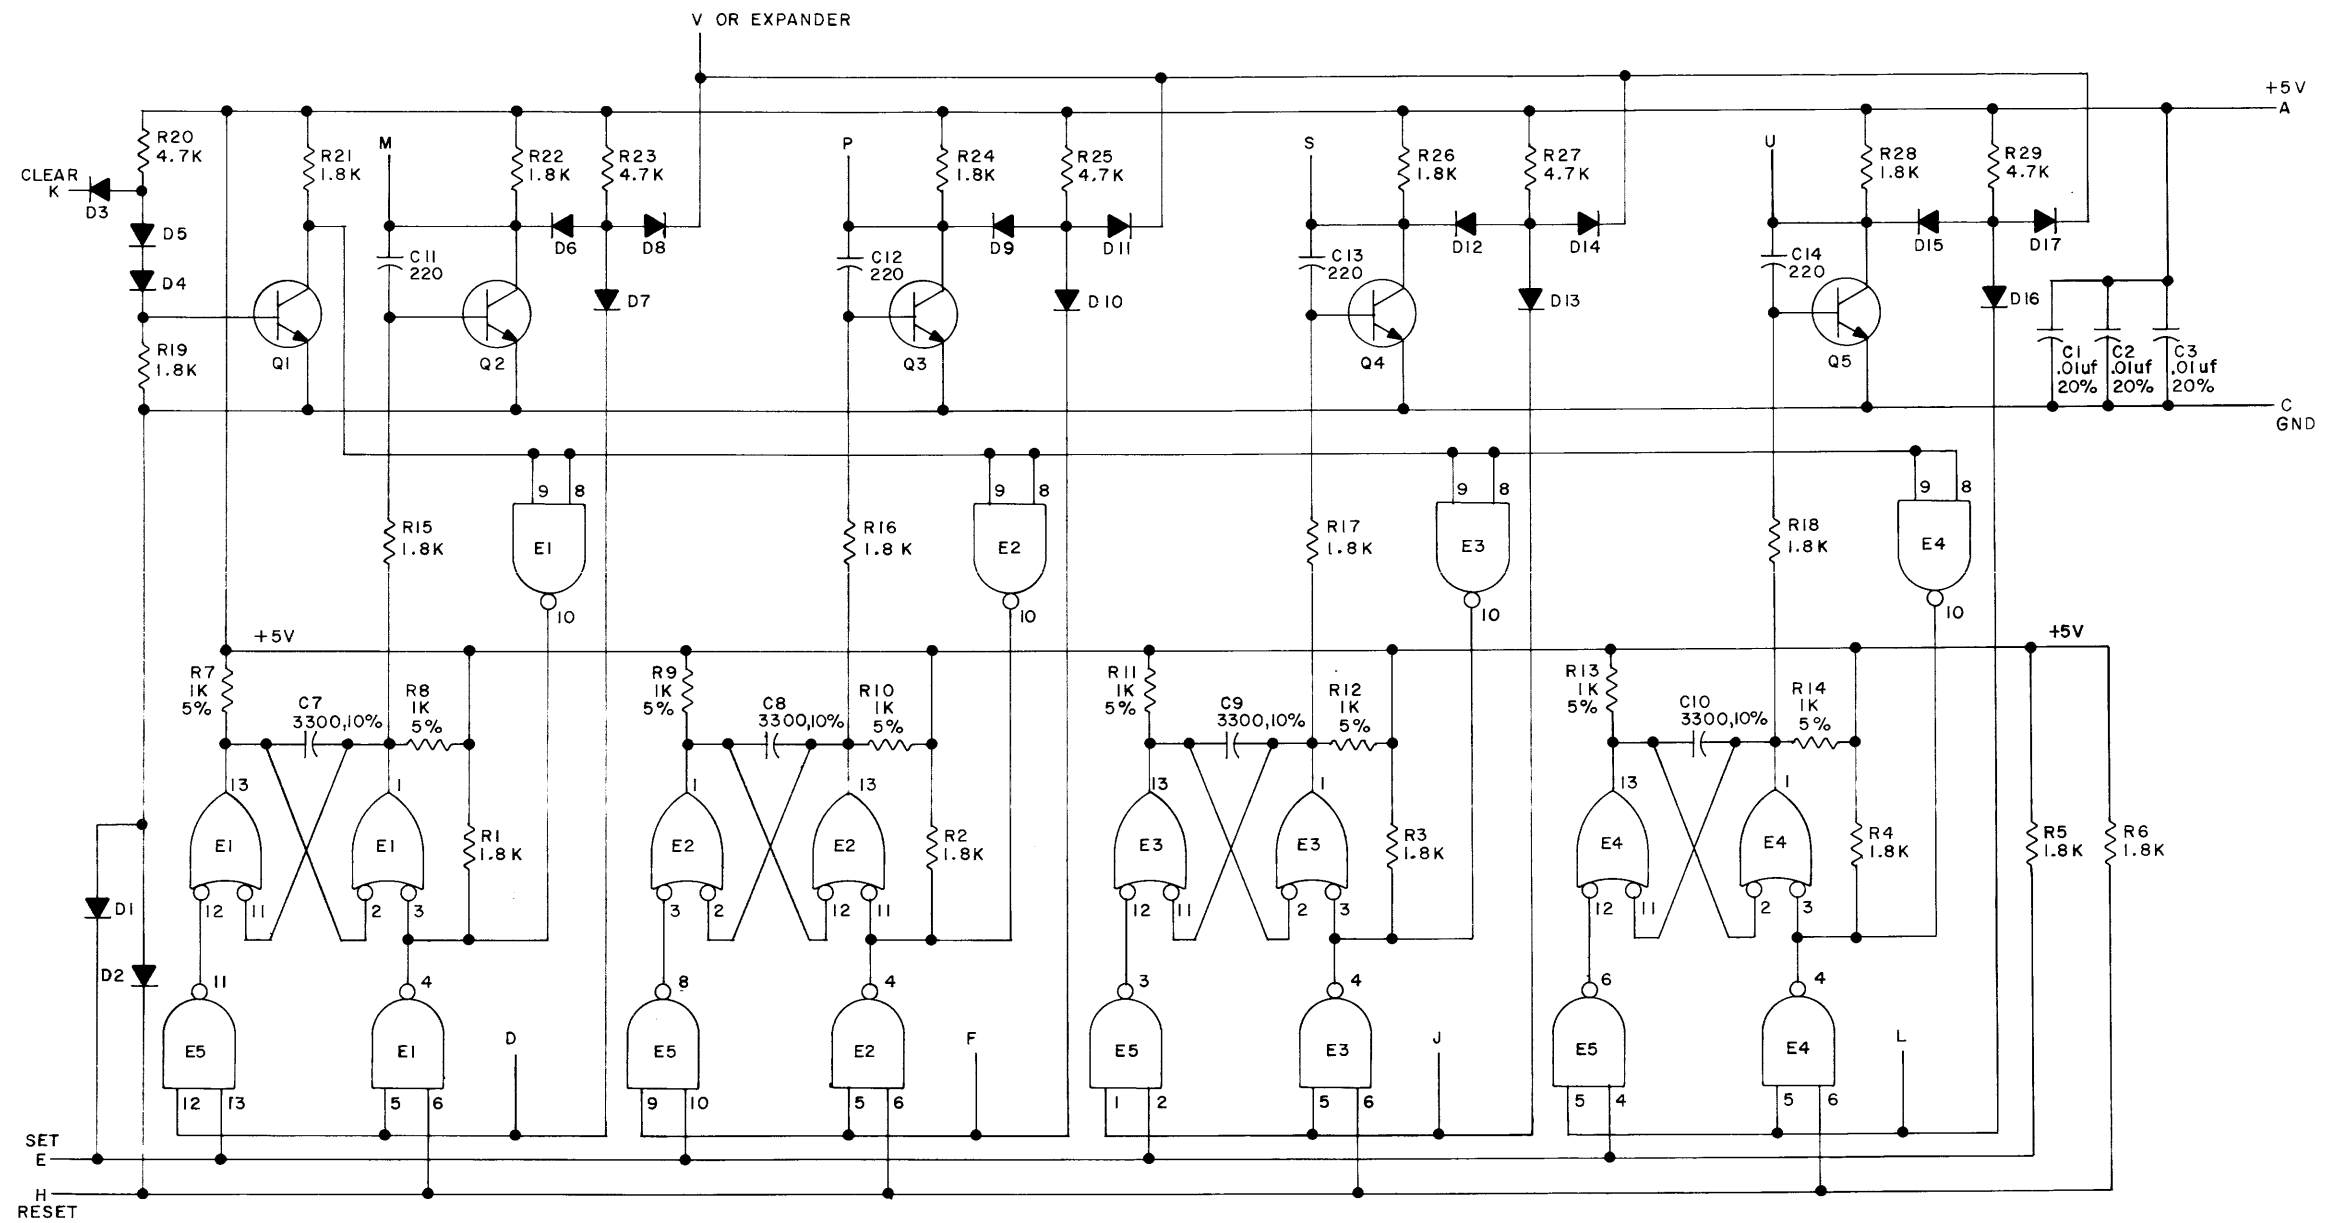 V OR EXPANDER
+5V
A
R20
4.7K
R21
1.8K
M
R22
1.8K
R23
4.7K
P
R24
1.8K
R25
4.7K
S
R26
1.8K
R27
4.7K
U
R28
1.8K
R29
4.7K
CLEAR
K
D3
D5
D4
D6
D8
D9
D11
D12
D14
D15
D17
C11
220
C12
220
C13
220
C14
220
D7
D10
D13
D16
Q1
Q2
Q3
Q4
Q5
R19
1.8K
C1
.01uf
20%
C2
.01uf
20%
C3
.01uf
20%
C
GND
9
8
9
8
9
8
9
8
R15
1.8K
E1
R16
1.8K
E2
R17
1.8K
E3
R18
1.8K
E4
10
10
10
10
+5V
+5V
R7
1K
5%
C7
3300,10%
R8
1K
5%
R9
1K
5%
C8
3300,10%
R10
1K
5%
R11
1K
5%
C9
3300,10%
R12
1K
5%
R13
1K
5%
C10
3300,10%
R14
1K
5%
13
1
1
13
13
1
13
1
E1
E1
R1
1.8K
E2
E2
R2
1.8K
E3
E3
R3
1.8K
E4
E4
R4
1.8K
R5
1.8K
R6
1.8K
D1
12
11
2
3
3
2
12
11
12
11
2
3
12
11
2
3
D2
11
4
8
4
3
4
6
4
E5
E1
D
E5
E2
F
E5
E3
J
E5
E4
L
12
13
5
6
9
10
5
6
1
2
5
6
5
4
5
6
SET
E
H
RESET